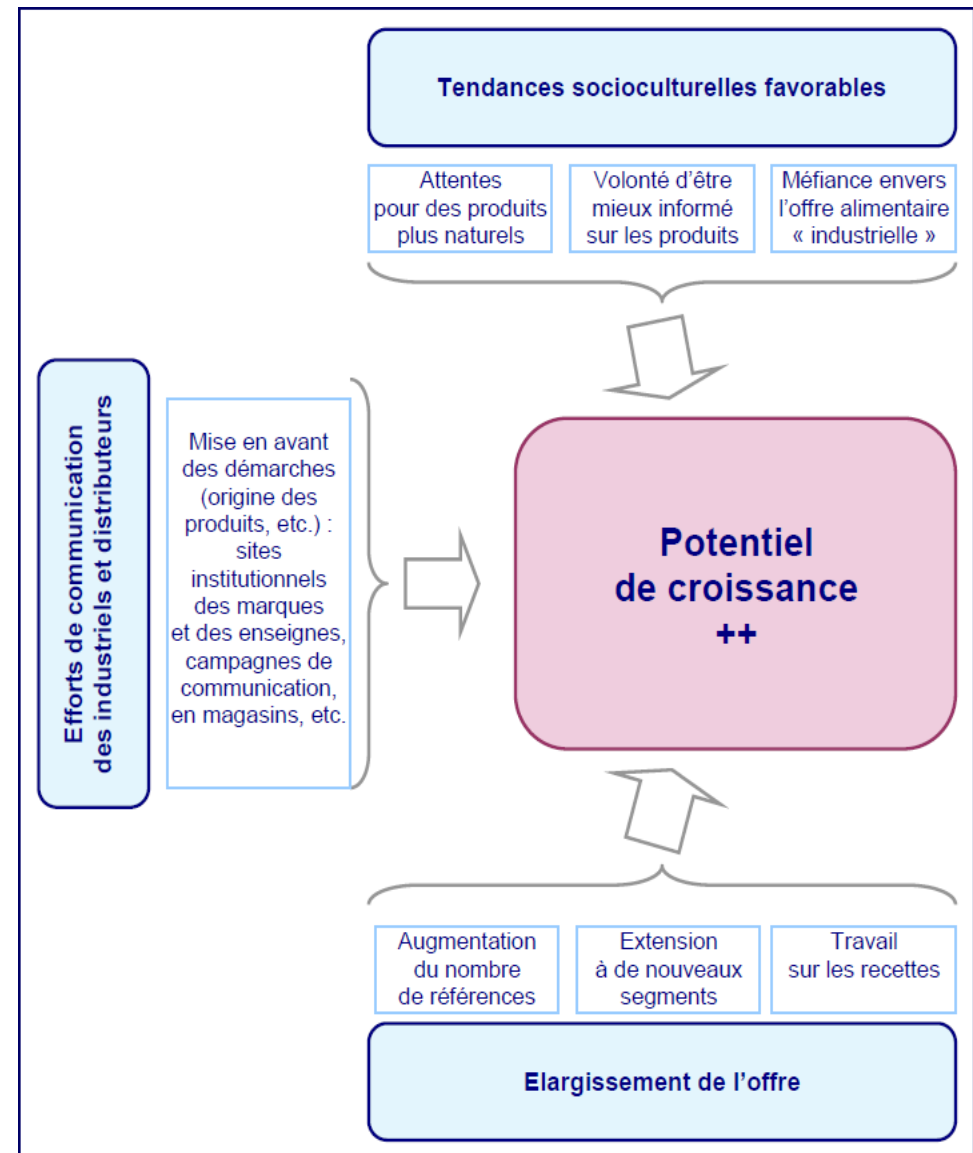 Tendances socioculturelles favorables
Attentes
pour des produits
plus naturels
Volonté d'être
mieux informé
sur les produits
Méfiance envers
l'offre alimentaire
« industrielle »
Efforts de communication
des industriels et distributeurs
Mise en avant
des démarches
(origine des
produits, etc.) :
sites
institutionnels
des marques
et des enseignes,
campagnes de
communication,
en magasins, etc.
Potentiel
de croissance
++
Augmentation
du nombre
de références
Extension
à de nouveaux
segments
Travail
sur les recettes
Elargissement de l'offre